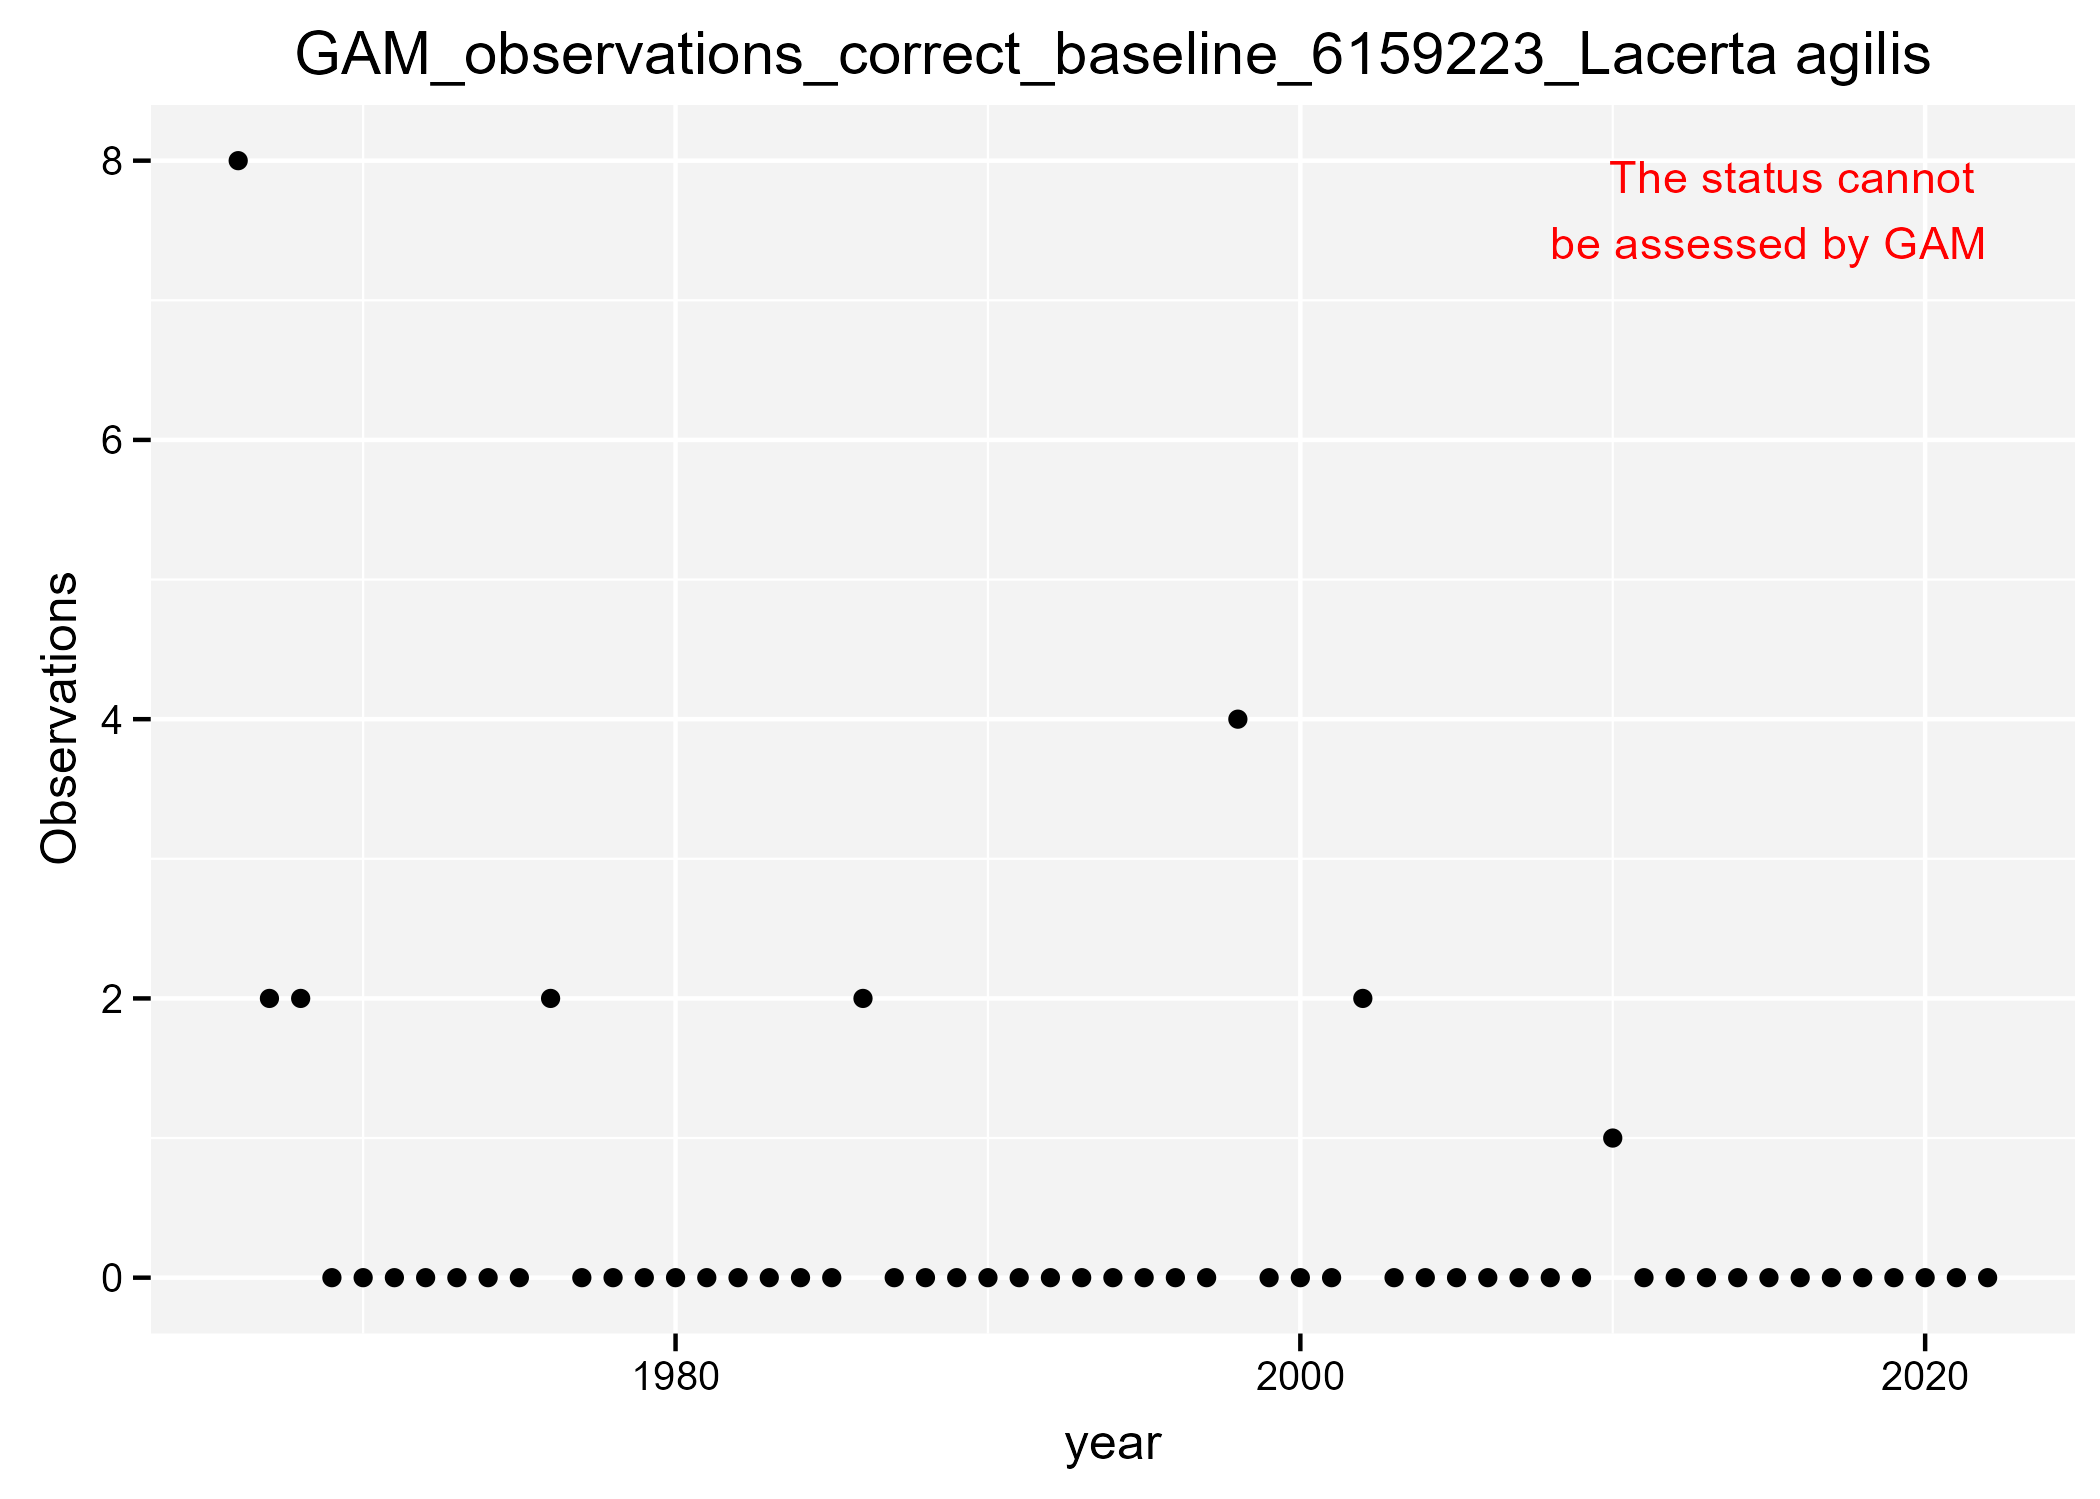 GAM_observations_correct_baseline_6159223_Lacerta agilis
The status cannot
be assessed by GAM
8
6
4
2
0
Observations
1980
2000
2020
year